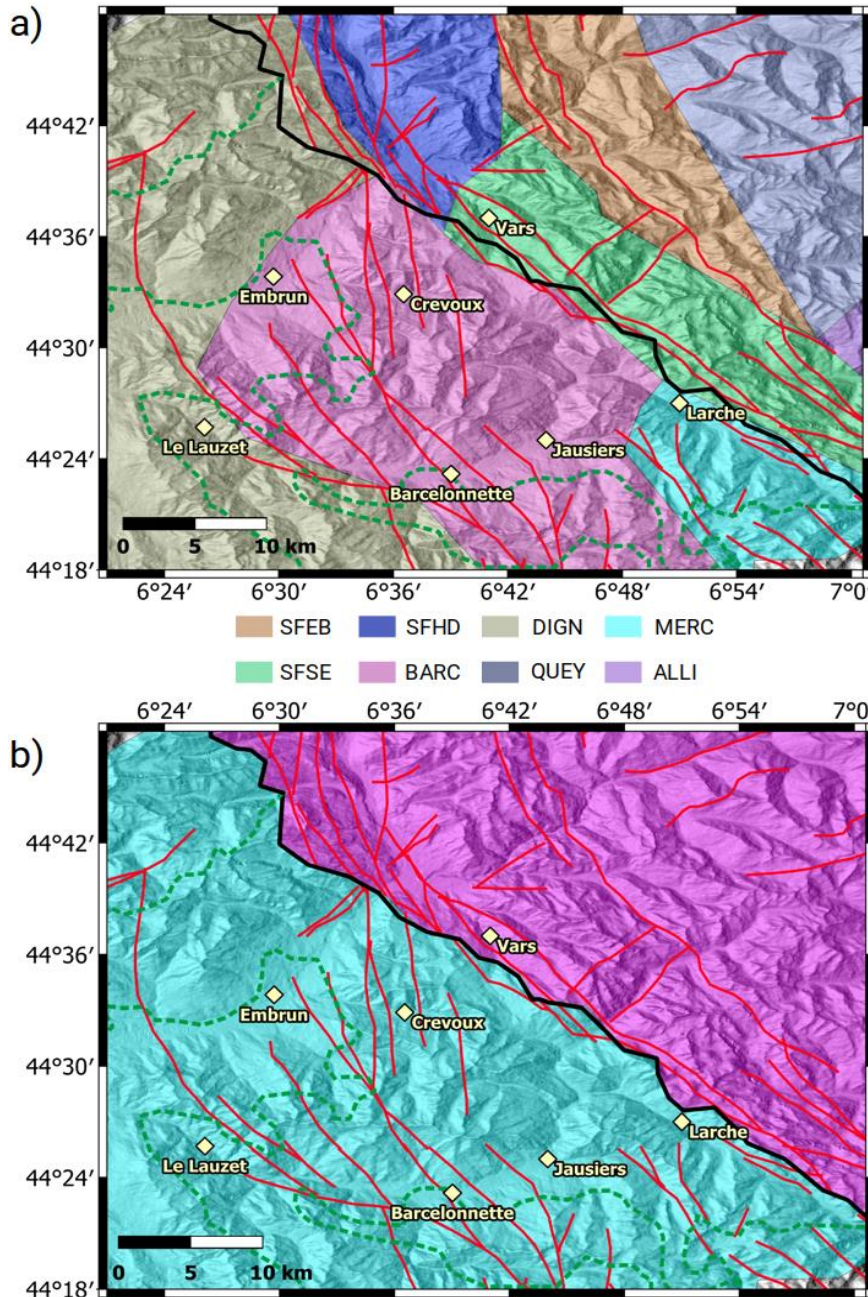 a)
44°42′
44°36′
44°30′
44°24′
44°18′
Vars
Embrun
Crevoux
Larche
Le Lauzet
Jausiers
Barcelonnette
0 5 10 km
6°24′ 6°30′ 6°36′ 6°42′ 6°48′ 6°54′ 7°0′
SFEB SFHD DIGN MERC
SFSE BARC QUEY ALLI
6°24′ 6°30′ 6°36′ 6°42′ 6°48′ 6°54′ 7°0′
b)
44°42′
44°36′
44°30′
44°24′
44°18′
Vars
Embrun
Crevoux
Larche
Le Lauzet
Jausiers
Barcelonnette
0 5 10 km